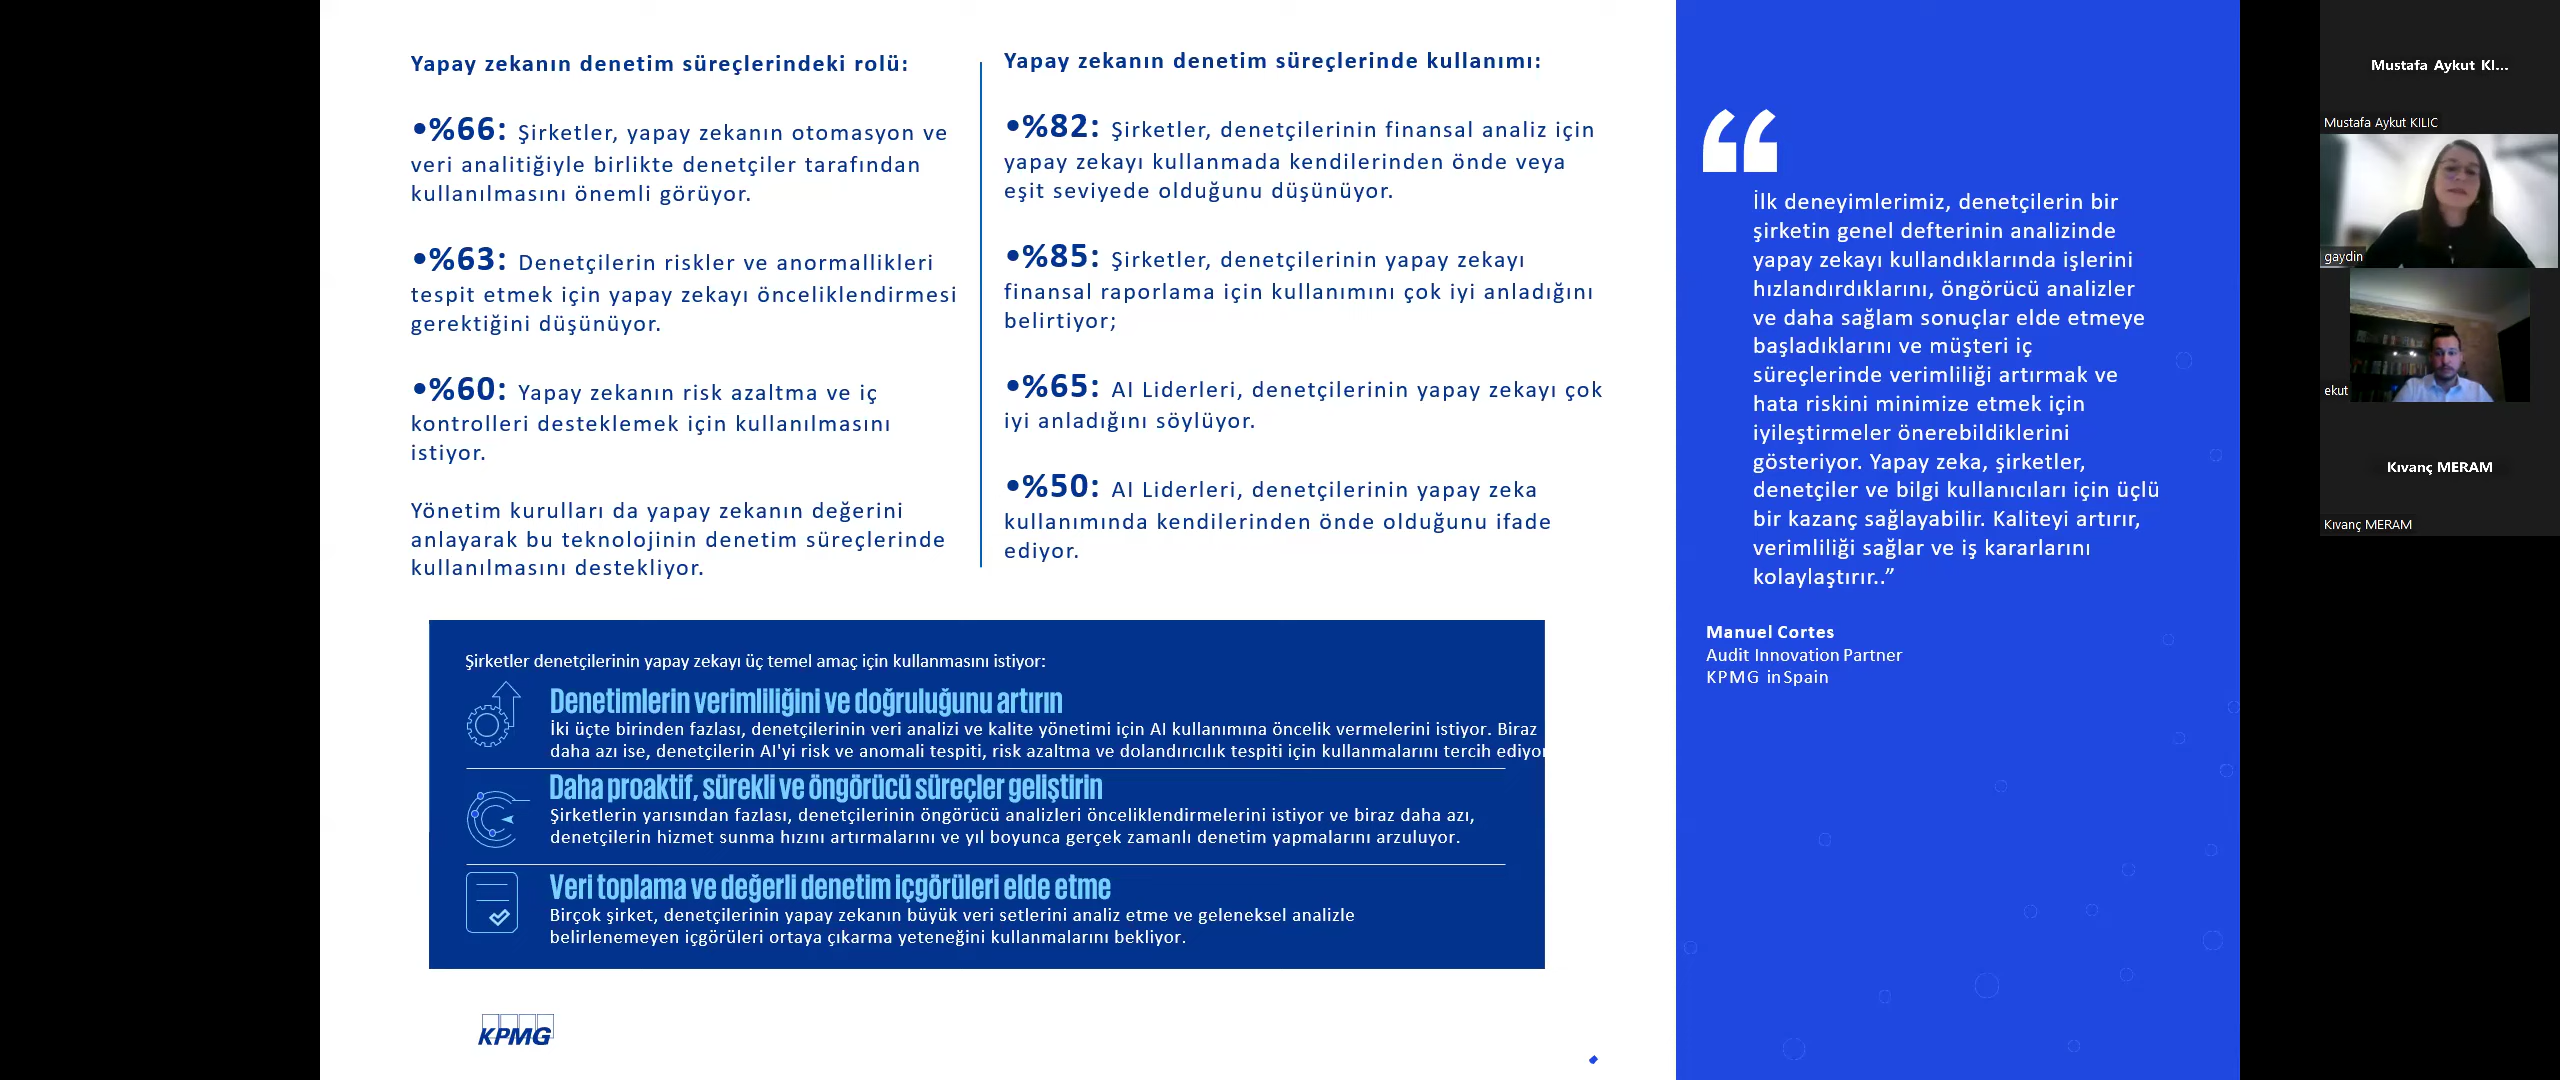 Yapay zekanın denetim süreçlerindeki rolü:
•%66: Şirketler, yapay zekanın otomasyon ve
veri analitiğiyle birlikte denetçiler tarafından
kullanılmasını önemli görüyor.
•%63: Denetçilerin riskler ve anormallikleri
tespit etmek için yapay zekayı önceliklendirmesi
gerektiğini düşünüyor.
•%60: Yapay zekanın risk azaltma ve iç
kontrolleri desteklemek için kullanılmasını
istiyor.
Yönetim kurulları da yapay zekanın değerini
anlayarak bu teknolojinin denetim süreçlerinde
kullanılmasını destekliyor.
Yapay zekanın denetim süreçlerinde kullanımı:
•%82: Şirketler, denetçilerinin finansal analiz için
yapay zekayı kullanmada kendilerinden önde veya
eşit seviyede olduğunu düşünüyor.
•%85: Şirketler, denetçilerinin yapay zekayı
finansal raporlama için kullanımını çok iyi anladığını
belirtiyor;
•%65: AI Liderleri, denetçilerinin yapay zekayı çok
iyi anladığını söylüyor.
•%50: AI Liderleri, denetçilerinin yapay zeka
kullanımında kendilerinden önde olduğunu ifade
ediyor.
Şirketler denetçilerinin yapay zekayı üç temel amaç için kullanmasını istiyor:
Denetimlerin verimliliğini ve doğruluğunu artırın
İki üçte birinden fazlası, denetçilerinin veri analizi ve kalite yönetimi için AI kullanımına öncelik vermelerini istiyor. Biraz
daha azı ise, denetçilerin AI'yi risk ve anomali tespiti, risk azaltma ve dolandırıcılık tespiti için kullanmalarını tercih ediyor
Daha proaktif, sürekli ve öngörücü süreçler geliştirin
Şirketlerin yarısından fazlası, denetçilerinin öngörücü analizleri önceliklendirmelerini istiyor ve biraz daha azı,
denetçilerin hizmet sunma hızını artırmalarını ve yıl boyunca gerçek zamanlı denetim yapmalarını arzuluyor.
Veri toplama ve değerli denetim içgörüleri elde etme
Birçok şirket, denetçilerinin yapay zekanın büyük veri setlerini analiz etme ve geleneksel analizle
belirlenemeyen içgörüleri ortaya çıkarma yeteneğini kullanmalarını bekliyor.
KPMG
“
İlk deneyimlerimiz, denetçilerin bir
şirketin genel defterinin analizinde
yapay zekayı kullandıklarında işlerini
hızlandırdıklarını, öngörücü analizler
ve daha sağlam sonuçlar elde etmeye
başladıklarını ve müşteri iç
süreçlerinde verimliliği artırmak ve
hata riskini minimize etmek için
iyileştirmeler önerebildiklerini
gösteriyor. Yapay zeka, şirketler,
denetçiler ve bilgi kullanıcıları için üçlü
bir kazanç sağlayabilir. Kaliteyi artırır,
verimliliği sağlar ve iş kararlarını
kolaylaştırır..”
Manuel Cortes
Audit Innovation Partner
KPMG in Spain
Mustafa Aykut KI...
Mustafa Aykut KILIC
gaydin
ekut
Kıvanç MERAM
Kıvanç MERAM